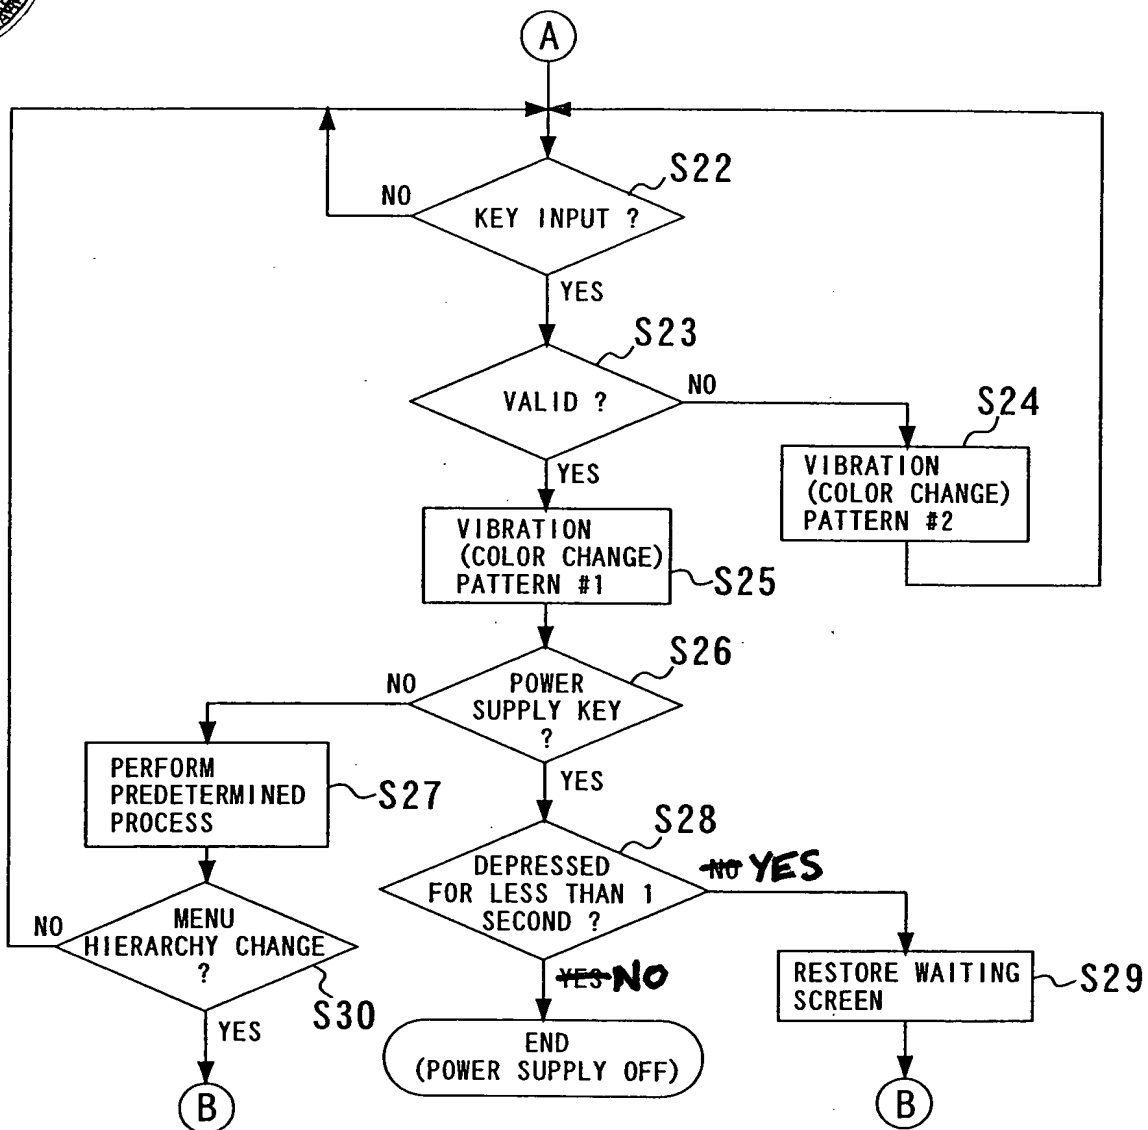 A
S22
NO
KEY INPUT ?
YES
S23
NO
VALID ?
S24
YES
VIBRATION
(COLOR CHANGE)
PATTERN #2
VIBRATION
(COLOR CHANGE)
PATTERN #1
S25
S26
NO
POWER
SUPPLY KEY
?
YES
PERFORM
PREDETERMINED
PROCESS
S27
S28
DEPRESSED
FOR LESS THAN 1
SECOND ?
NO YES
NO
MENU
HIERARCHY CHANGE
?
S30
YES
YES NO
RESTORE WAITING
SCREEN
S29
END
(POWER SUPPLY OFF)
B
B